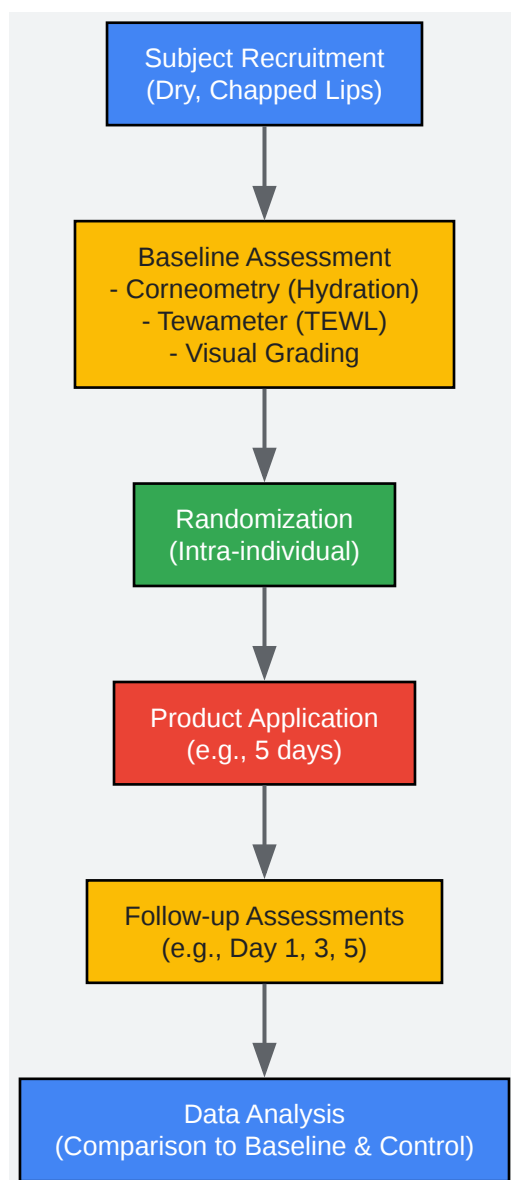 Subject Recruitment
(Dry, Chapped Lips)
Baseline Assessment
- Corneometry (Hydration)
- Tewameter (TEWL)
- Visual Grading
Randomization
(Intra-individual)
Product Application
(e.g., 5 days)
Follow-up Assessments
(e.g., Day 1, 3, 5)
Data Analysis
(Comparison to Baseline & Control)